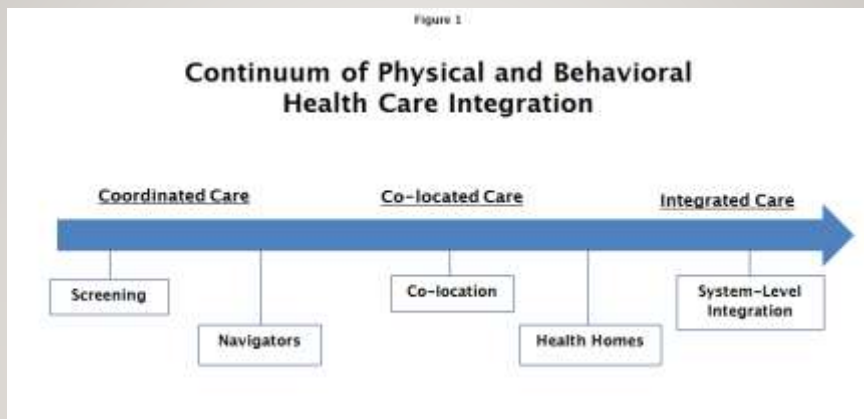 Figure 1
Continuum of Physical and Behavioral
Health Care Integration
Coordinated Care
Co-located Care
Integrated Care
Screening
Navigators
Co-location
Health Homes
System-Level
Integration